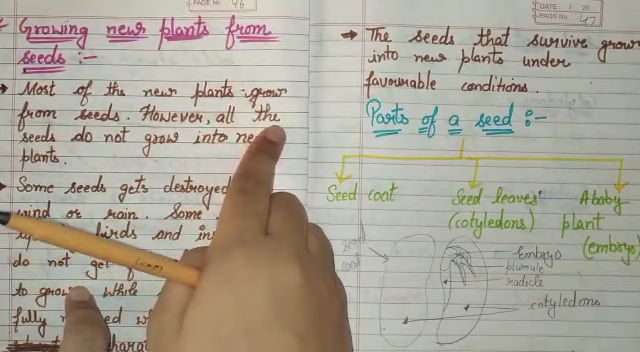 PAGE No. 46
Growing new plants from
seeds :-
Most of the new plants grow
from seeds. However, all the
seeds do not grow into
plants.
Some seeds gets destroyed
wind or rain. Some
birds and
do not get
to grow. While
fully
DATE: / 20
PAGE No. 47
The seeds that survive grow
into new plants under
favourable conditions.
Parts of a seed :-
Seed coat
Seed leaves
(cotyledons)
A baby
plant
(embryo)
Seed
coat
Embryo
plumule
radicle
cotyledons